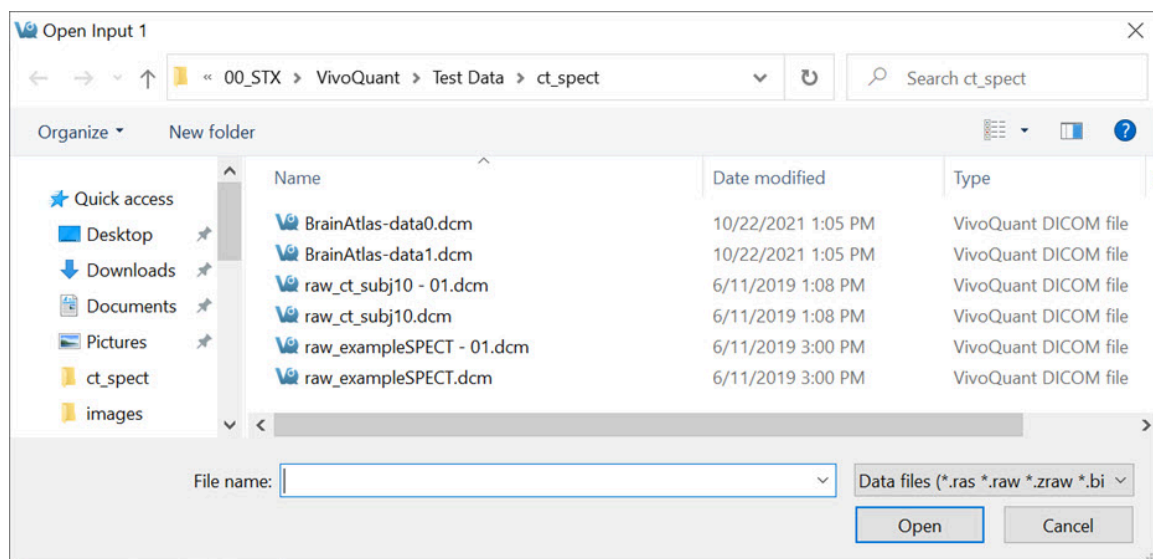 Open Input 1
« 00_STX > VivoQuant > Test Data > ct_spect
Search ct_spect
Organize
New folder
Name Date modified Type
Quick access
Desktop
Downloads
Documents
Pictures
ct_spect
images
BrainAtlas-data0.dcm 10/22/2021 1:05 PM VivoQuant DICOM file
BrainAtlas-data1.dcm 10/22/2021 1:05 PM VivoQuant DICOM file
raw_ct_subj10 - 01.dcm 6/11/2019 1:08 PM VivoQuant DICOM file
raw_ct_subj10.dcm 6/11/2019 1:08 PM VivoQuant DICOM file
raw_exampleSPECT - 01.dcm 6/11/2019 3:00 PM VivoQuant DICOM file
raw_exampleSPECT.dcm 6/11/2019 3:00 PM VivoQuant DICOM file
File name:
Data files (*.ras *.raw *.zraw *.bi
Open
Cancel